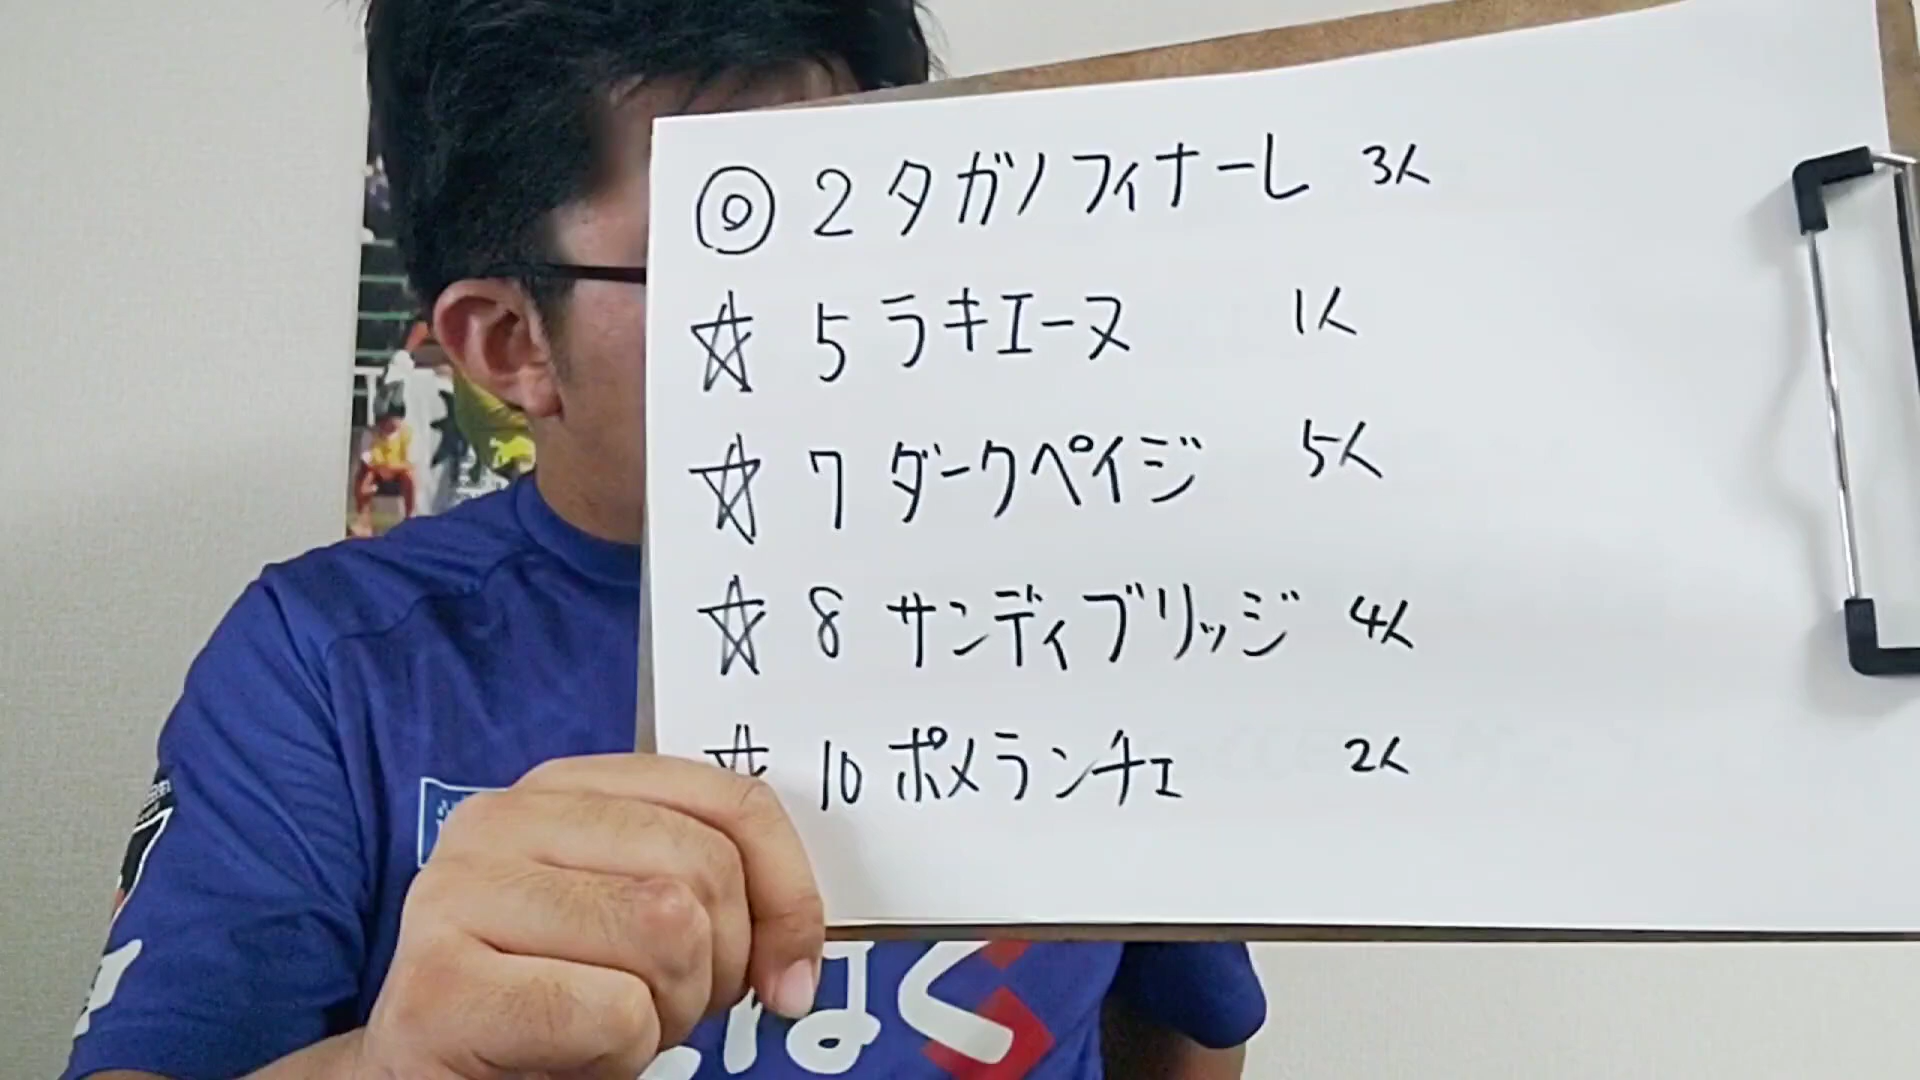 ◎ 2 タガノフィナーレ 3人
☆ 5 ラキエーヌ 1人
☆ 7 ダークペイジ 5人
☆ 8 サンディブリッジ 4人
☆ 10 ポメランチェ 2人
はく